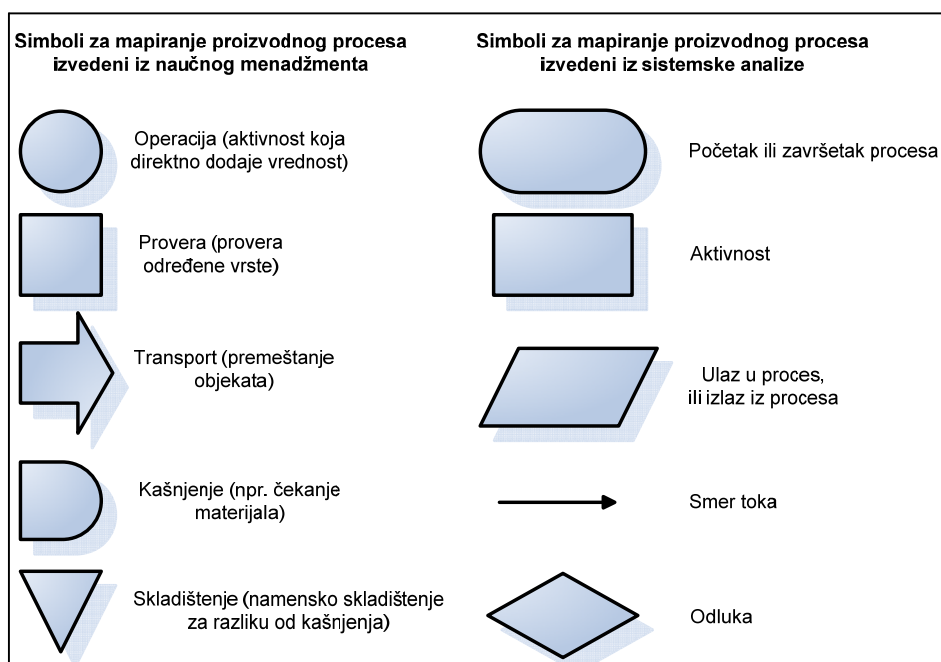 Simboli za mapiranje proizvodnog procesa
izvedeni iz naučnog menadžmenta
Operacija (aktivnost koja
direktno dodaje vrednost)
Provera (provera
određene vrste)
Transport (premeštanje
objekata)
Kašnjenje (npr. čekanje
materijala)
Skladištenje (namensko skladištenje
za razliku od kašnjenja)
Simboli za mapiranje proizvodnog procesa
izvedeni iz sistemske analize
Početak ili završetak procesa
Aktivnost
Ulaz u proces,
ili izlaz iz procesa
Smer toka
Odluka